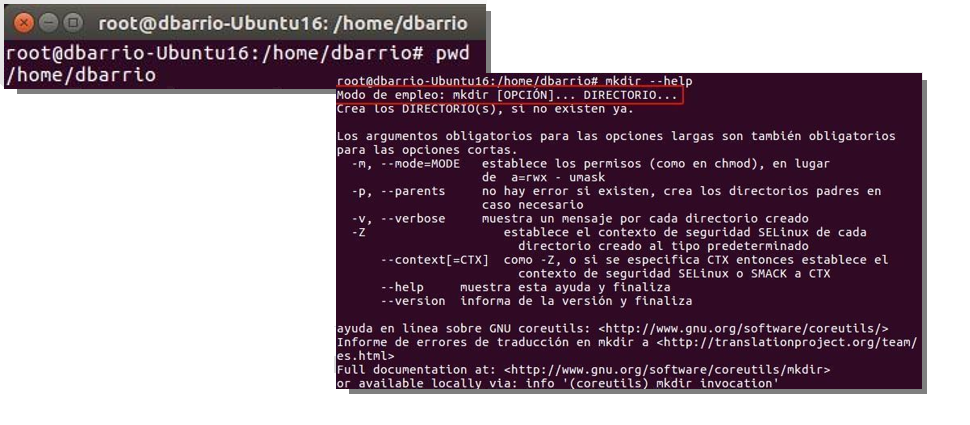 root@dbarrio-Ubuntu16: /home/dbarrio
root@dbarrio-Ubuntu16:/home/dbarrio# pwd
/home/dbarrio
root@dbarrio-Ubuntu16:/home/dbarrio# mkdir --help
Modo de empleo: mkdir [OPCIÓN]... DIRECTORIO...
Crea los DIRECTORIO(s), si no existen ya.
Los argumentos obligatorios para las opciones largas son también obligatorios
para las opciones cortas.
-m, --mode=MODE establece los permisos (como en chmod), en lugar
de a=rwx - umask
-p, --parents no hay error si existen, crea los directorios padres en
caso necesario
-v, --verbose muestra un mensaje por cada directorio creado
-Z establece el contexto de seguridad SELinux de cada
directorio creado al tipo predeterminado
--context[=CTX] como -Z, o si se especifica CTX entonces establece el
contexto de seguridad SELinux o SMACK a CTX
--help muestra esta ayuda y finaliza
--version informa de la versión y finaliza
ayuda en línea sobre GNU coreutils: <http://www.gnu.org/software/coreutils/>
Informe de errores de traducción en mkdir a <http://translationproject.org/team/
es.html>
Full documentation at: <http://www.gnu.org/software/coreutils/mkdir>
or available locally via: info '(coreutils) mkdir invocation'